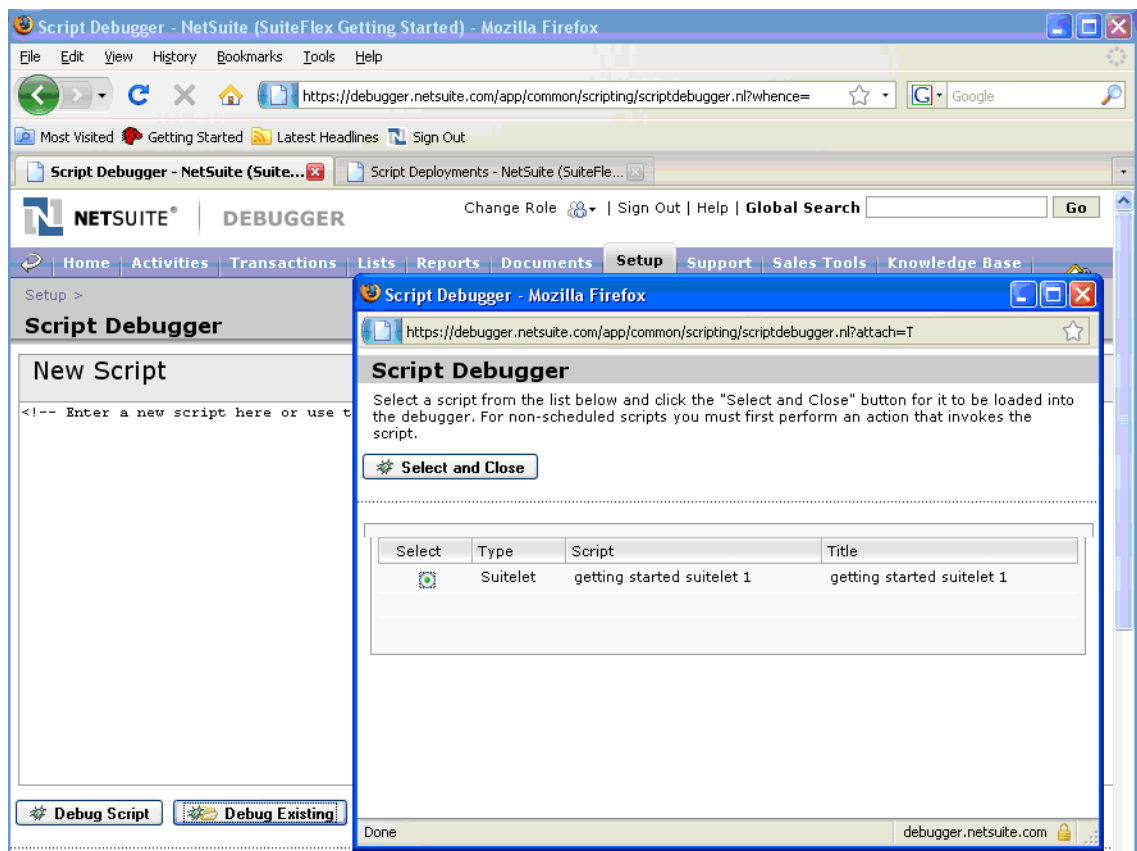 Script Debugger - NetSuite (SuiteFlex Getting Started) - Mozilla Firefox
File Edit View History Bookmarks Tools Help
https://debugger.netsuite.com/app/common/scripting/scriptdebugger.nl?whence=
G Google
Most Visited Getting Started Latest Headlines N Sign Out
Script Debugger - NetSuite (Suite... Script Deployments - NetSuite (SuiteFle...
N NETSUITE® DEBUGGER Change Role | Sign Out | Help | Global Search Go
Home Activities Transactions Lists Reports Documents Setup Support Sales Tools Knowledge Base
Setup >
Script Debugger
New Script
<!-- Enter a new script here or use t
Debug Script Debug Existing
Script Debugger - Mozilla Firefox
https://debugger.netsuite.com/app/common/scripting/scriptdebugger.nl?attach=T
Script Debugger
Select a script from the list below and click the "Select and Close" button for it to be loaded into
the debugger. For non-scheduled scripts you must first perform an action that invokes the
script.
Select and Close
Select Type Script Title
Suitelet getting started suitelet 1 getting started suitelet 1
Done debugger.netsuite.com